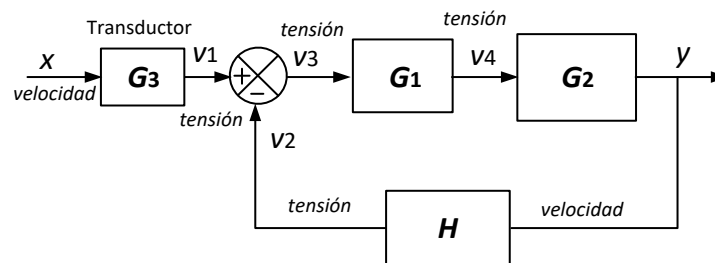 Transductor
tensión
tensión
x
v1
v3
v4
y
velocidad
G3
+
−
G1
G2
tensión
v2
tensión
velocidad
H